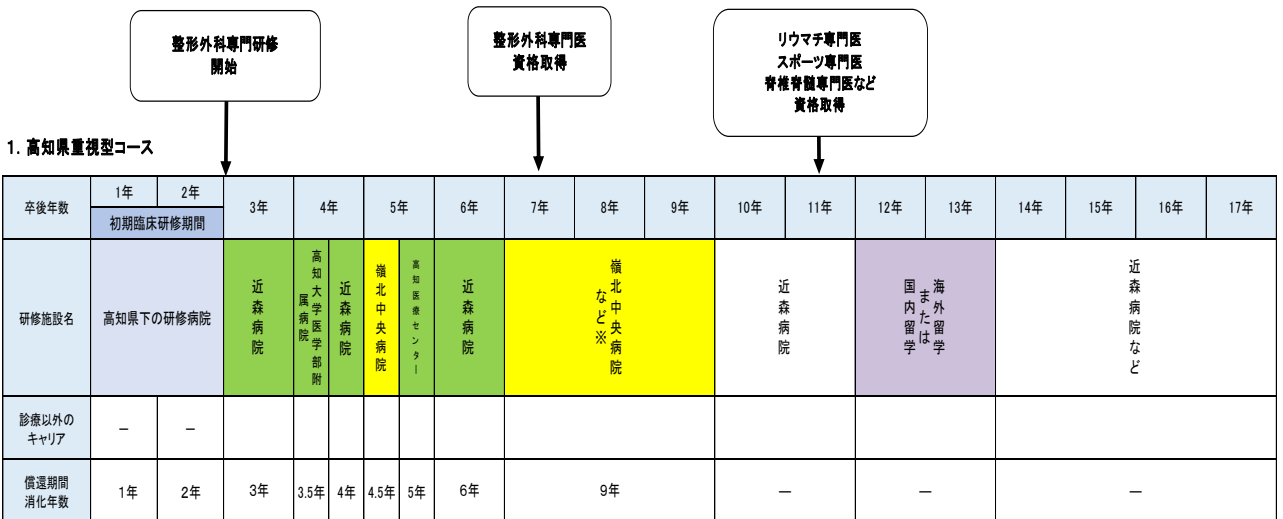 整形外科専門研修
開始
整形外科専門医
資格取得
リウマチ専門医
スポーツ専門医
脊椎脊髄専門医など
資格取得
1. 高知県重視型コース
卒後年数
1年
2年
初期臨床研修期間
3年
4年
5年
6年
7年
8年
9年
10年
11年
12年
13年
14年
15年
16年
17年
研修施設名
高知県下の研修病院
近森病院
高知大学医学部附
属病院
近森病院
嶺北中央病院
高知医療センター
近森病院
嶺北中央病院
など※
近森病院
海外留学
または
国内留学
近森病院など
診療以外の
キャリア
－
－
償還期間
消化年数
1年
2年
3年
3.5年
4年
4.5年
5年
6年
9年
－
－
－